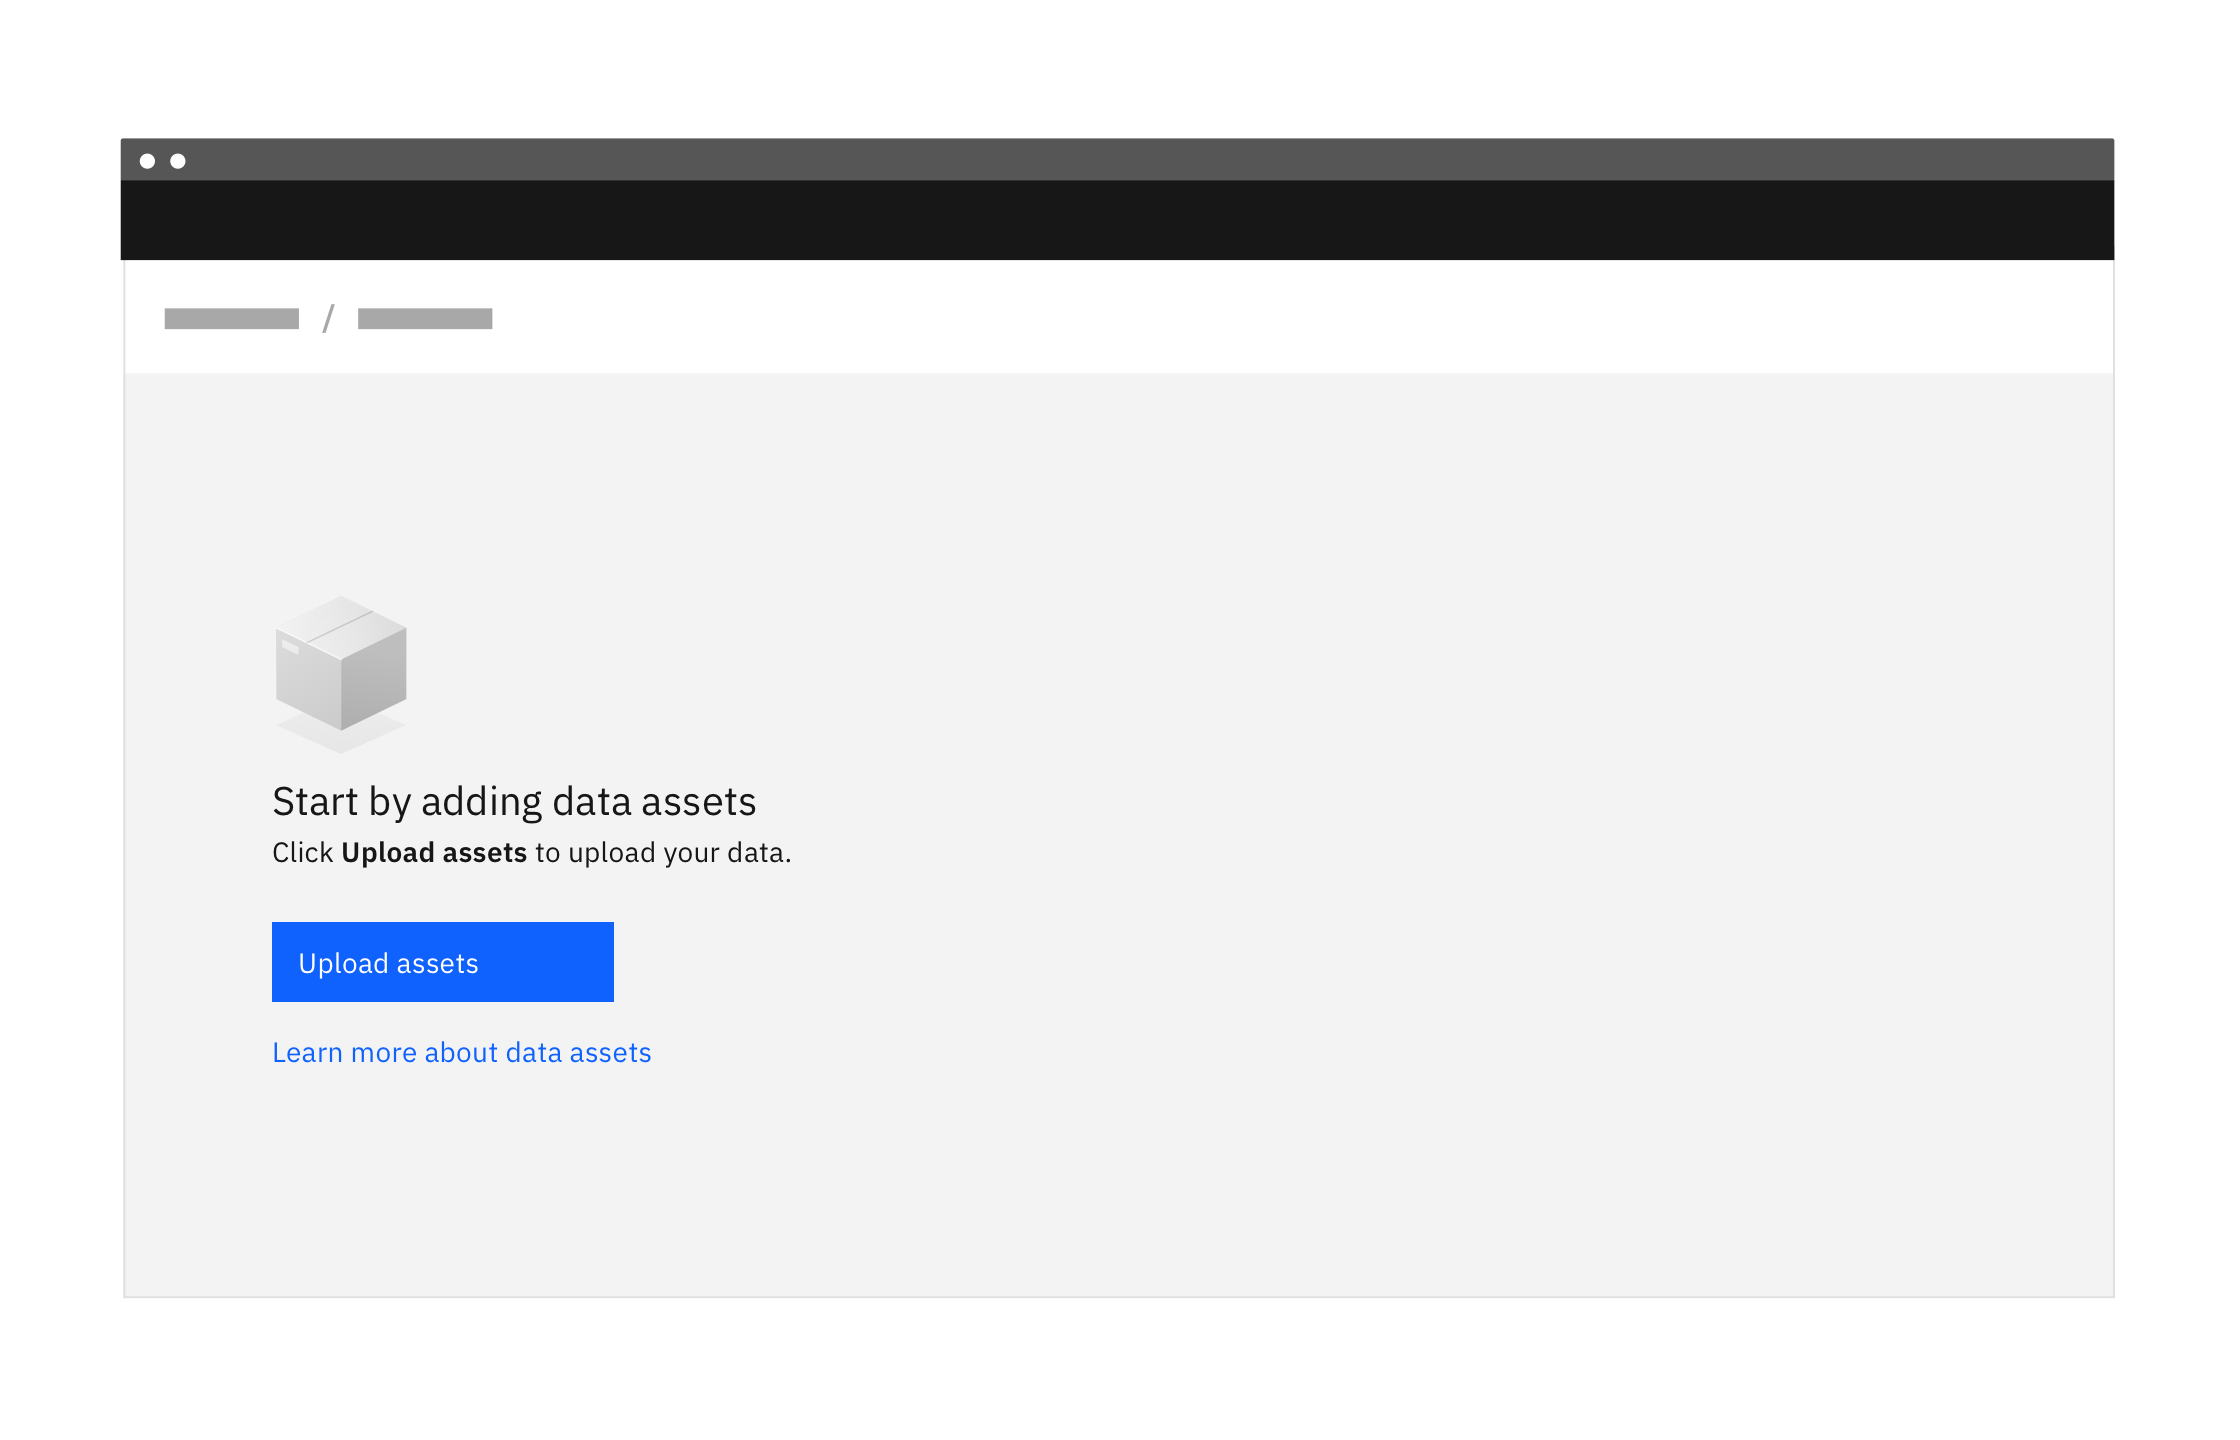 /
Start by adding data assets
Click Upload assets to upload your data.
Upload assets
Learn more about data assets